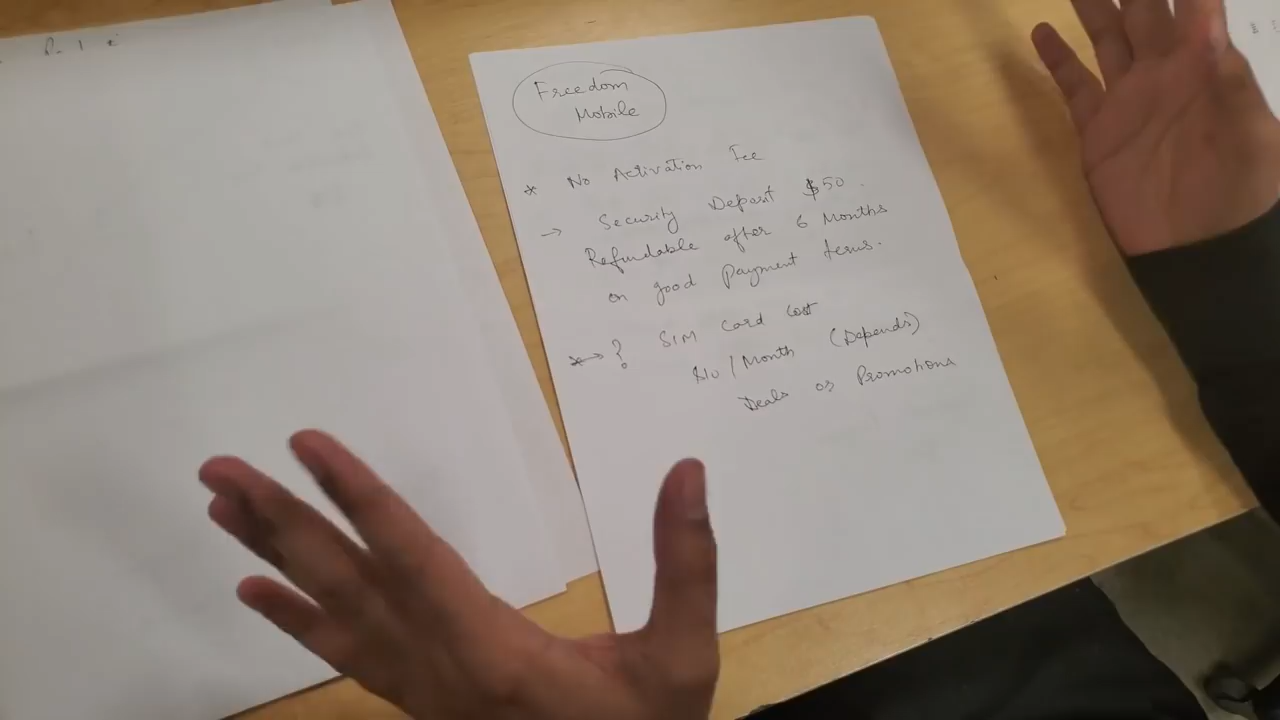 Freedom
Mobile
* No Activation Fee
→ Security Deposit $50.
Refundable after 6 Months
on good Payment terms.
*→ ? SIM Card Cost
$10 / Month (Depends)
Deals or Promotions